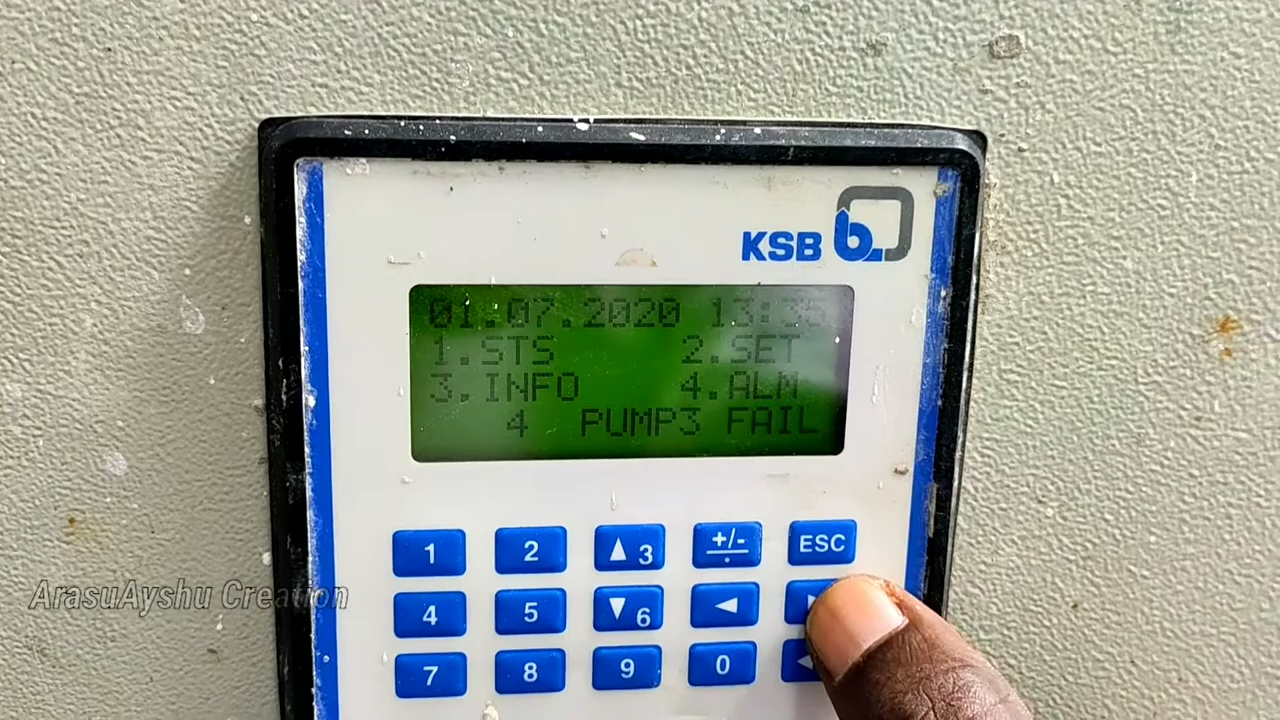 KSB b
01.07.2020 13:35
1.STS 2.SET
3.INFO 4.ALM
4 PUMP3 FAIL
1 2 ▲3 +/- . ESC
4 5 ▼6 ◀
7 8 9 0
ArasuAyshu Creation